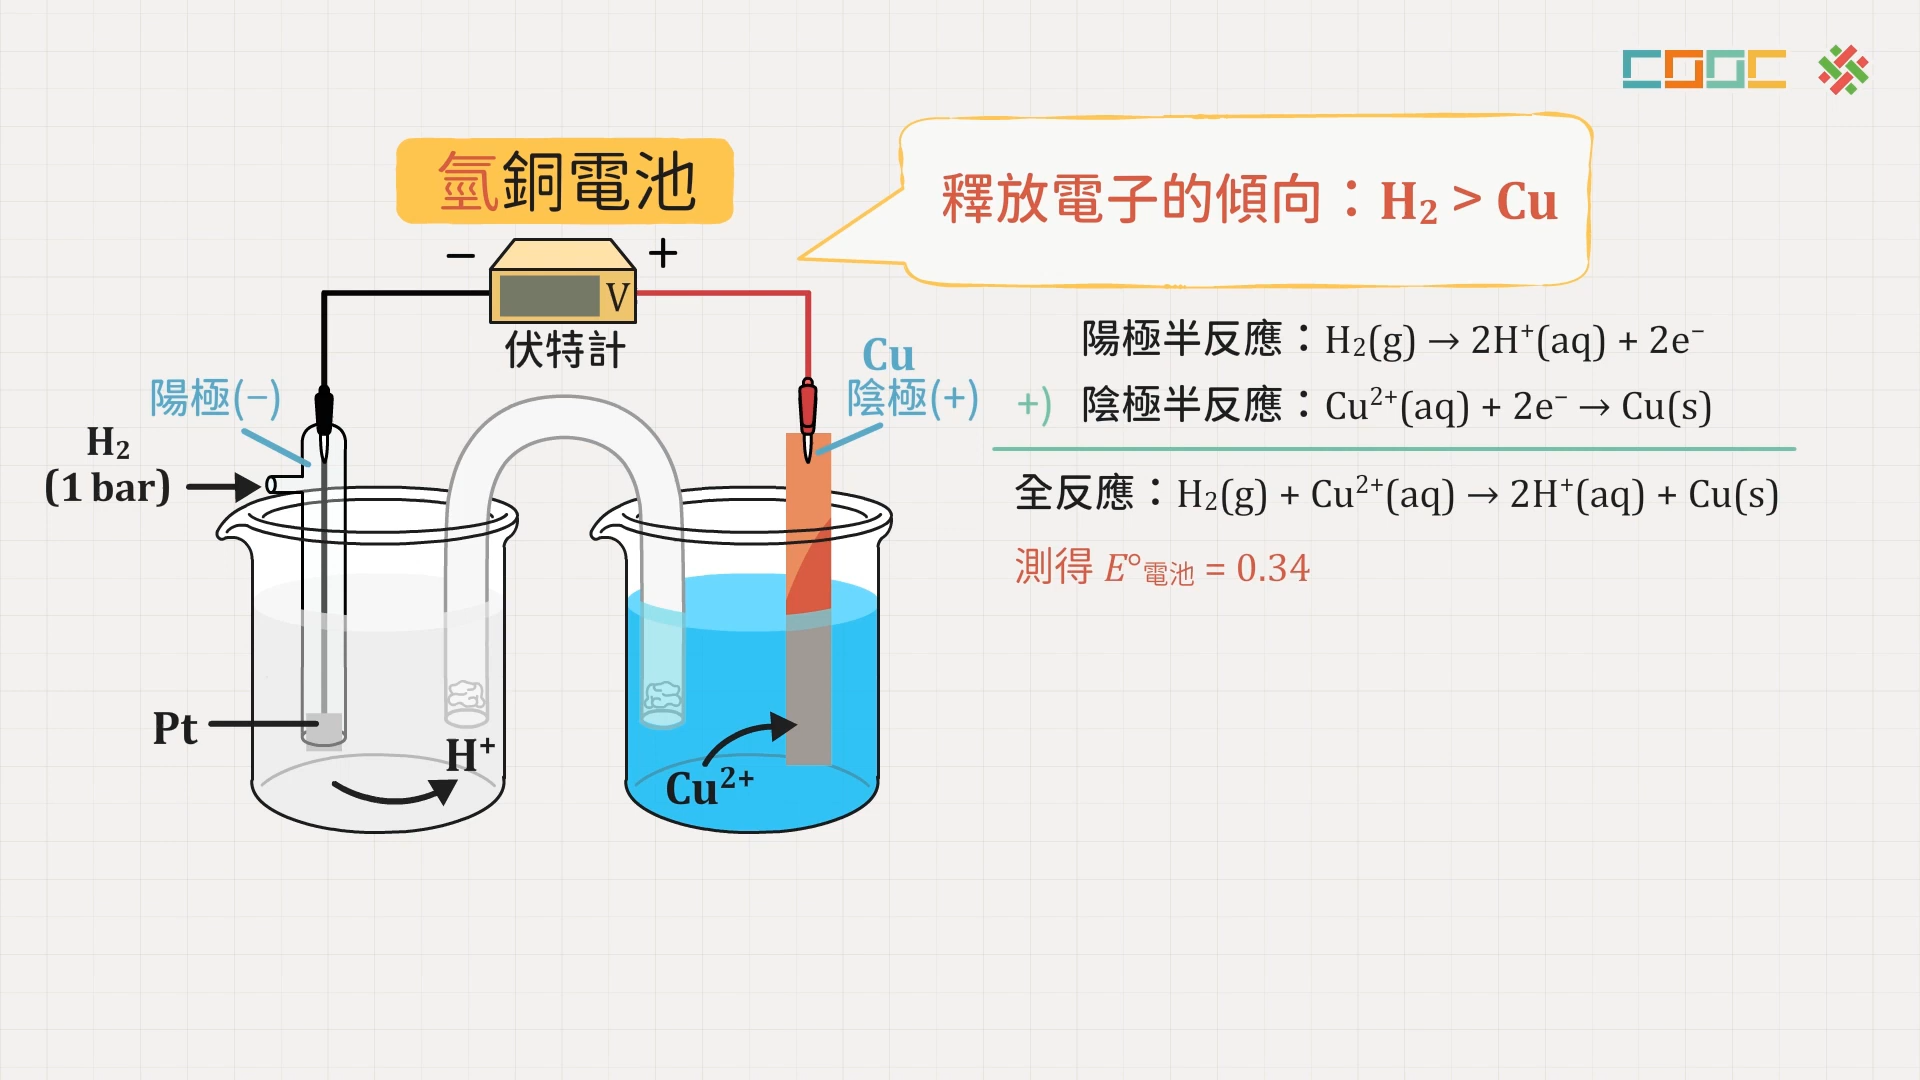 COOC
氫銅電池
釋放電子的傾向：H₂ > Cu
− +
V
伏特計
陽極(−)
Cu
陰極(+)
H₂
(1 bar)
Pt
H⁺
Cu²⁺
陽極半反應：H₂(g) → 2H⁺(aq) + 2e⁻
+) 陰極半反應：Cu²⁺(aq) + 2e⁻ → Cu(s)
全反應：H₂(g) + Cu²⁺(aq) → 2H⁺(aq) + Cu(s)
測得 E°電池 = 0.34